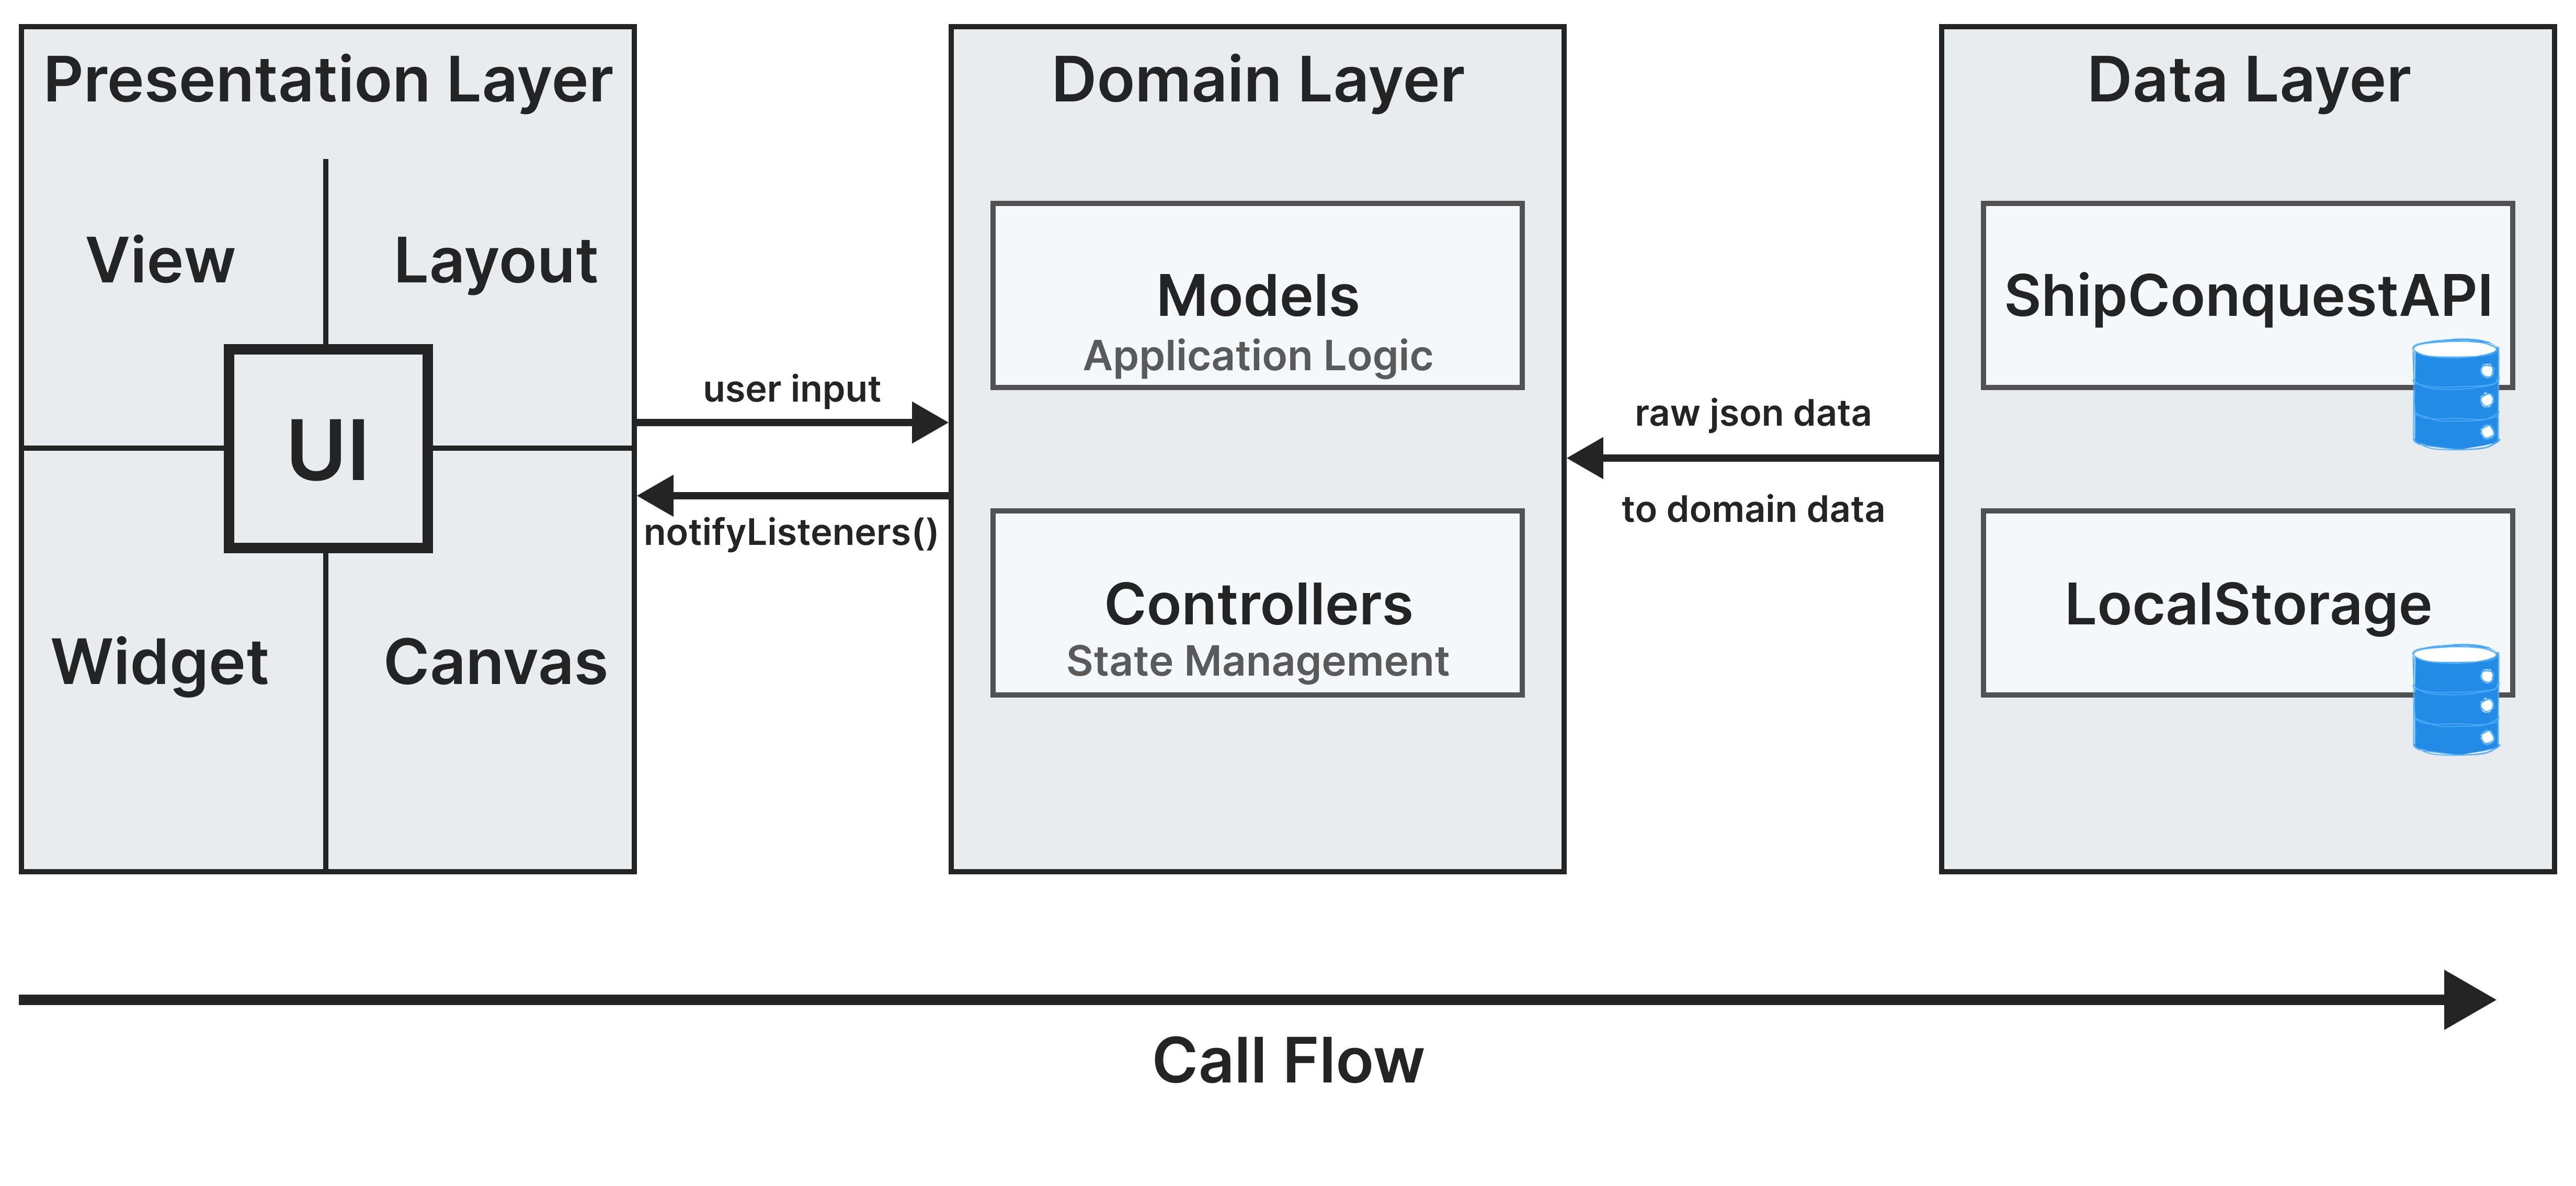 Presentation Layer
View
Layout
UI
Widget
Canvas
user input
notifyListeners()
Domain Layer
Models
Application Logic
Controllers
State Management
raw json data
to domain data
Data Layer
ShipConquestAPI
LocalStorage
Call Flow